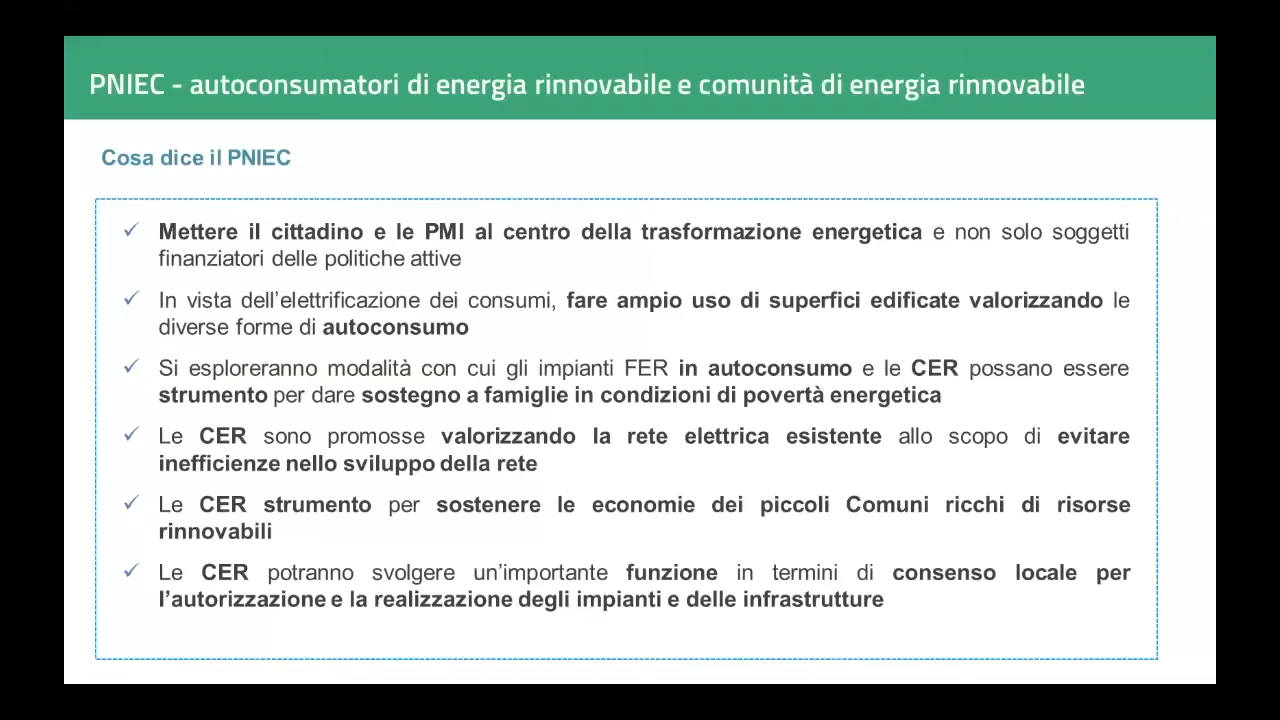 PNIEC - autoconsumatori di energia rinnovabile e comunità di energia rinnovabile
Cosa dice il PNIEC
✓ Mettere il cittadino e le PMI al centro della trasformazione energetica e non solo soggetti
finanziatori delle politiche attive
✓ In vista dell’elettrificazione dei consumi, fare ampio uso di superfici edificate valorizzando le
diverse forme di autoconsumo
✓ Si esploreranno modalità con cui gli impianti FER in autoconsumo e le CER possano essere
strumento per dare sostegno a famiglie in condizioni di povertà energetica
✓ Le CER sono promosse valorizzando la rete elettrica esistente allo scopo di evitare
inefficienze nello sviluppo della rete
✓ Le CER strumento per sostenere le economie dei piccoli Comuni ricchi di risorse
rinnovabili
✓ Le CER potranno svolgere un’importante funzione in termini di consenso locale per
l’autorizzazione e la realizzazione degli impianti e delle infrastrutture